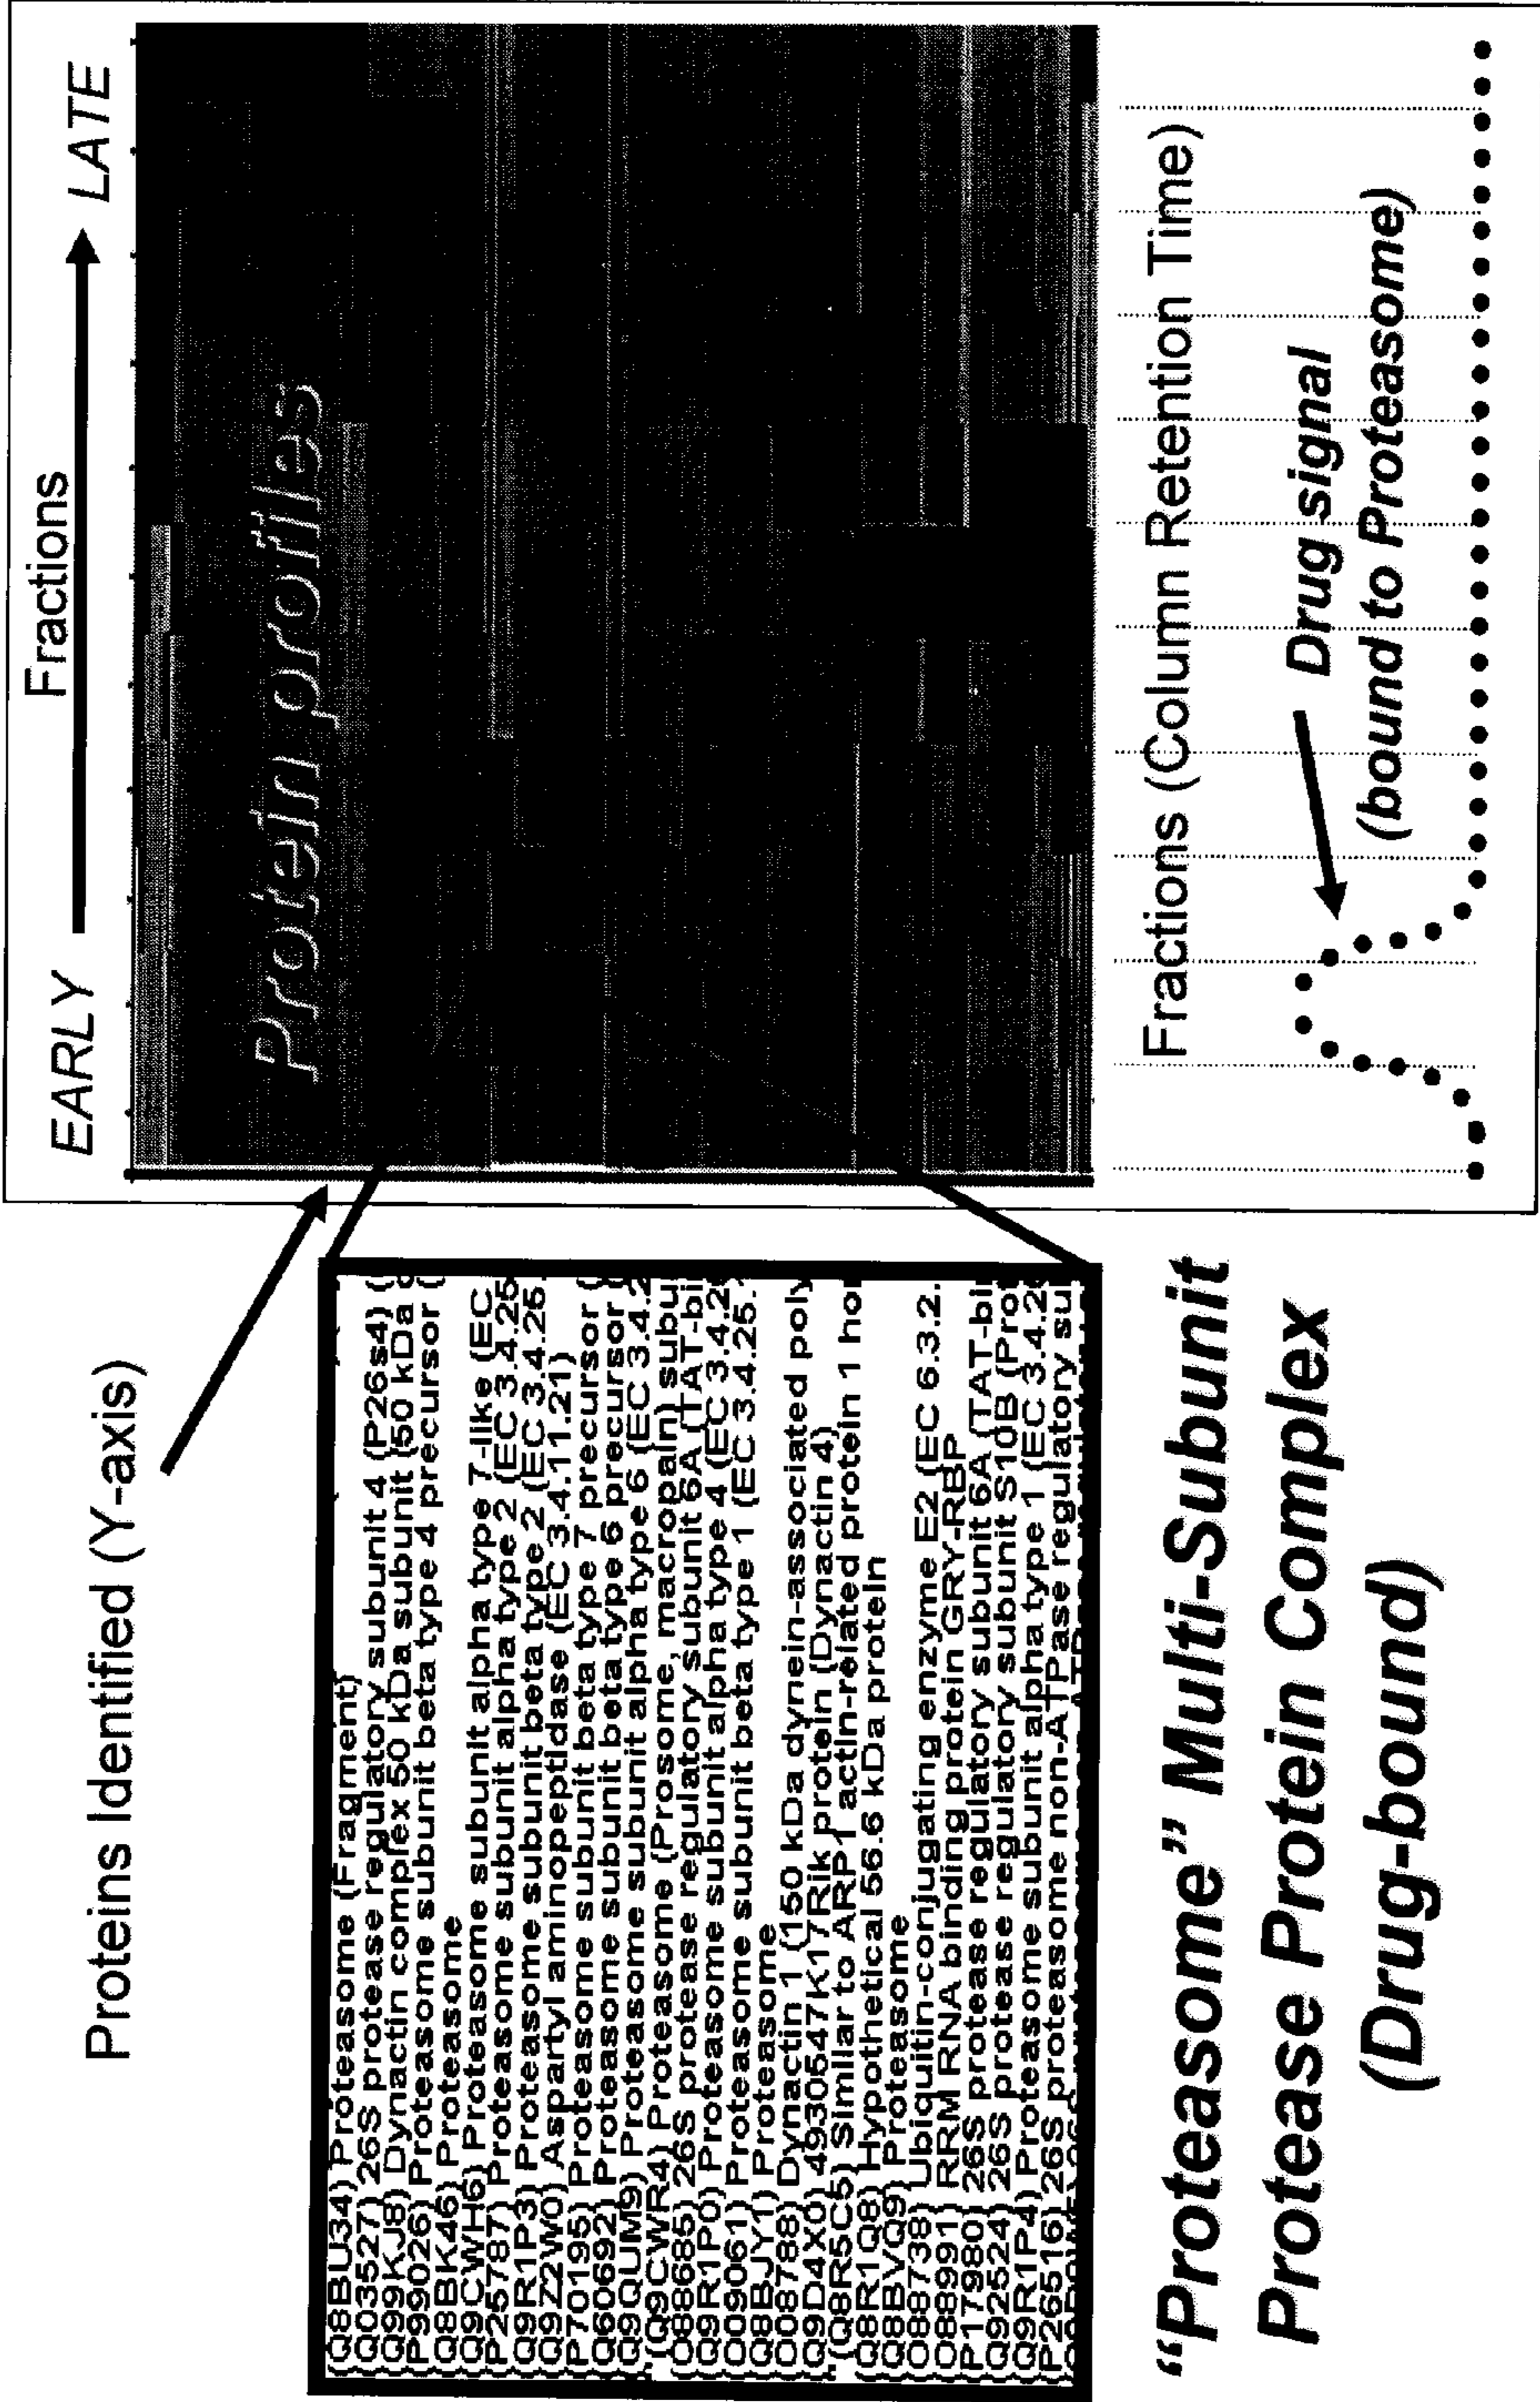 Proteins Identified (Y-axis)
EARLY
Fractions
LATE
Protein profiles
(Q8BU34) Proteasome (Fragment)
(Q03527) 26S protease regulatory subunit 4 (P26s4) (
(Q99KJ8) Dynactin complex 50 kDa subunit (50 kDa
(P99026) Proteasome subunit beta type 4 precursor (
(Q8BK46) Proteasome
(Q9CWH6) Proteasome subunit alpha type 7-like (EC
(P25787) Proteasome subunit alpha type 2 (EC 3.4.25
(Q9R1P3) Proteasome subunit beta type 2 (EC 3.4.25.
(Q9Z2W0) Aspartyl aminopeptidase (EC 3.4.11.21)
(P70195) Proteasome subunit beta type 7 precursor (
(Q60692) Proteasome subunit beta type 6 precursor (
(Q9QUM9) Proteasome subunit alpha type 6 (EC 3.4.2
(Q9CWR4) Proteasome (Prosome, macropain) subu
(O88685) 26S protease regulatory subunit 6A (TAT-bi
(Q9R1P0) Proteasome subunit alpha type 4 (EC 3.4.2
(O09061) Proteasome subunit beta type 1 (EC 3.4.25.
(Q8BJY1) Proteasome
(O08788) Dynactin 1 (150 kDa dynein-associated poly
(Q9D4X0) 4930547K17Rik protein (Dynactin 4)
(Q8R5C5) Similar to ARP1 actin-related protein 1 ho
(Q8R1Q8) Hypothetical 56.6 kDa protein
(Q8BVQ9) Proteasome
(O88738) Ubiquitin-conjugating enzyme E2 (EC 6.3.2.
(O88991) RRM RNA binding protein GRY-RBP
(P17980) 26S protease regulatory subunit 6A (TAT-bi
(Q92524) 26S protease regulatory subunit S10B (Pro
(Q9R1P4) Proteasome subunit alpha type 1 (EC 3.4.2
(P26516) 26S proteasome non-ATPase regulatory su
Fractions (Column Retention Time)
Drug signal
(bound to Proteasome)
“Proteasome” Multi-Subunit
Protease Protein Complex
(Drug-bound)